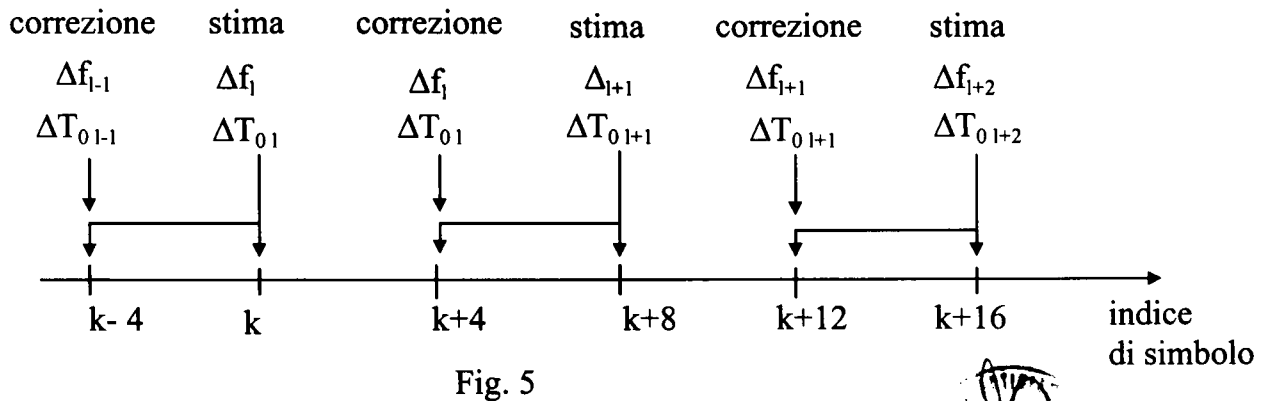 correzione stima correzione stima correzione stima
Δf_{l-1} Δf_l Δf_l Δ_{l+1} Δf_{l+1} Δf_{l+2}
ΔT_{0 l-1} ΔT_{0 l} ΔT_{0 l} ΔT_{0 l+1} ΔT_{0 l+1} ΔT_{0 l+2}
k- 4 k k+4 k+8 k+12 k+16 indice
di simbolo
Fig. 5